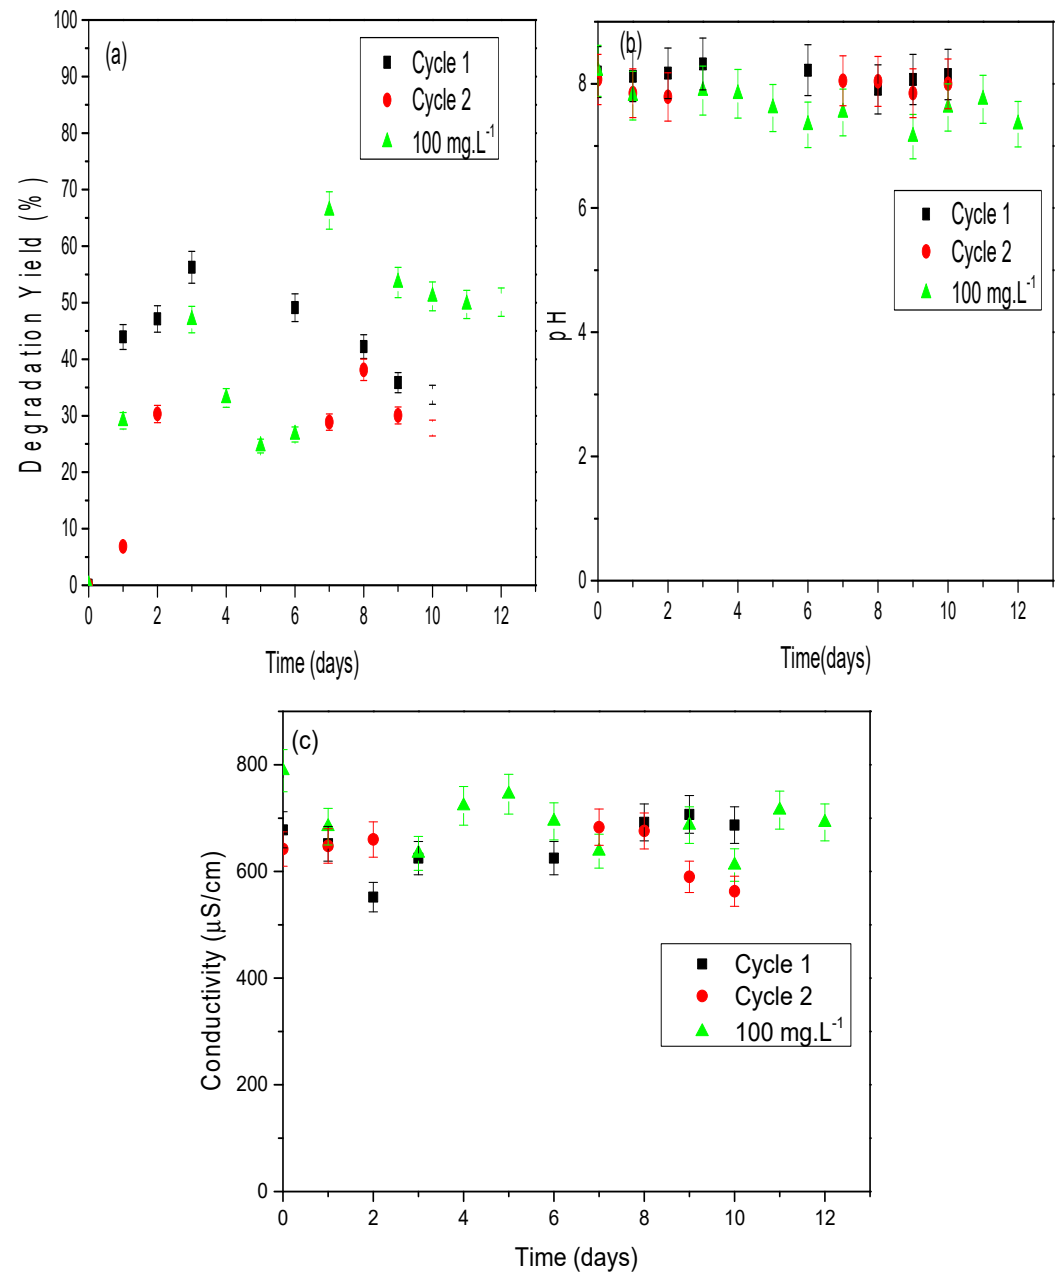 (a)
Cycle 1
Cycle 2
100 mg.L-1
Degradation Yield (%)
100
90
80
70
60
50
40
30
20
10
0
0 2 4 6 8 10 12
Time (days)
(b)
Cycle 1
Cycle 2
100 mg.L-1
pH
8
6
4
2
0
0 2 4 6 8 10 12
Time(days)
(c)
Cycle 1
Cycle 2
100 mg.L-1
Conductivity (µS/cm)
800
600
400
200
0
0 2 4 6 8 10 12
Time (days)